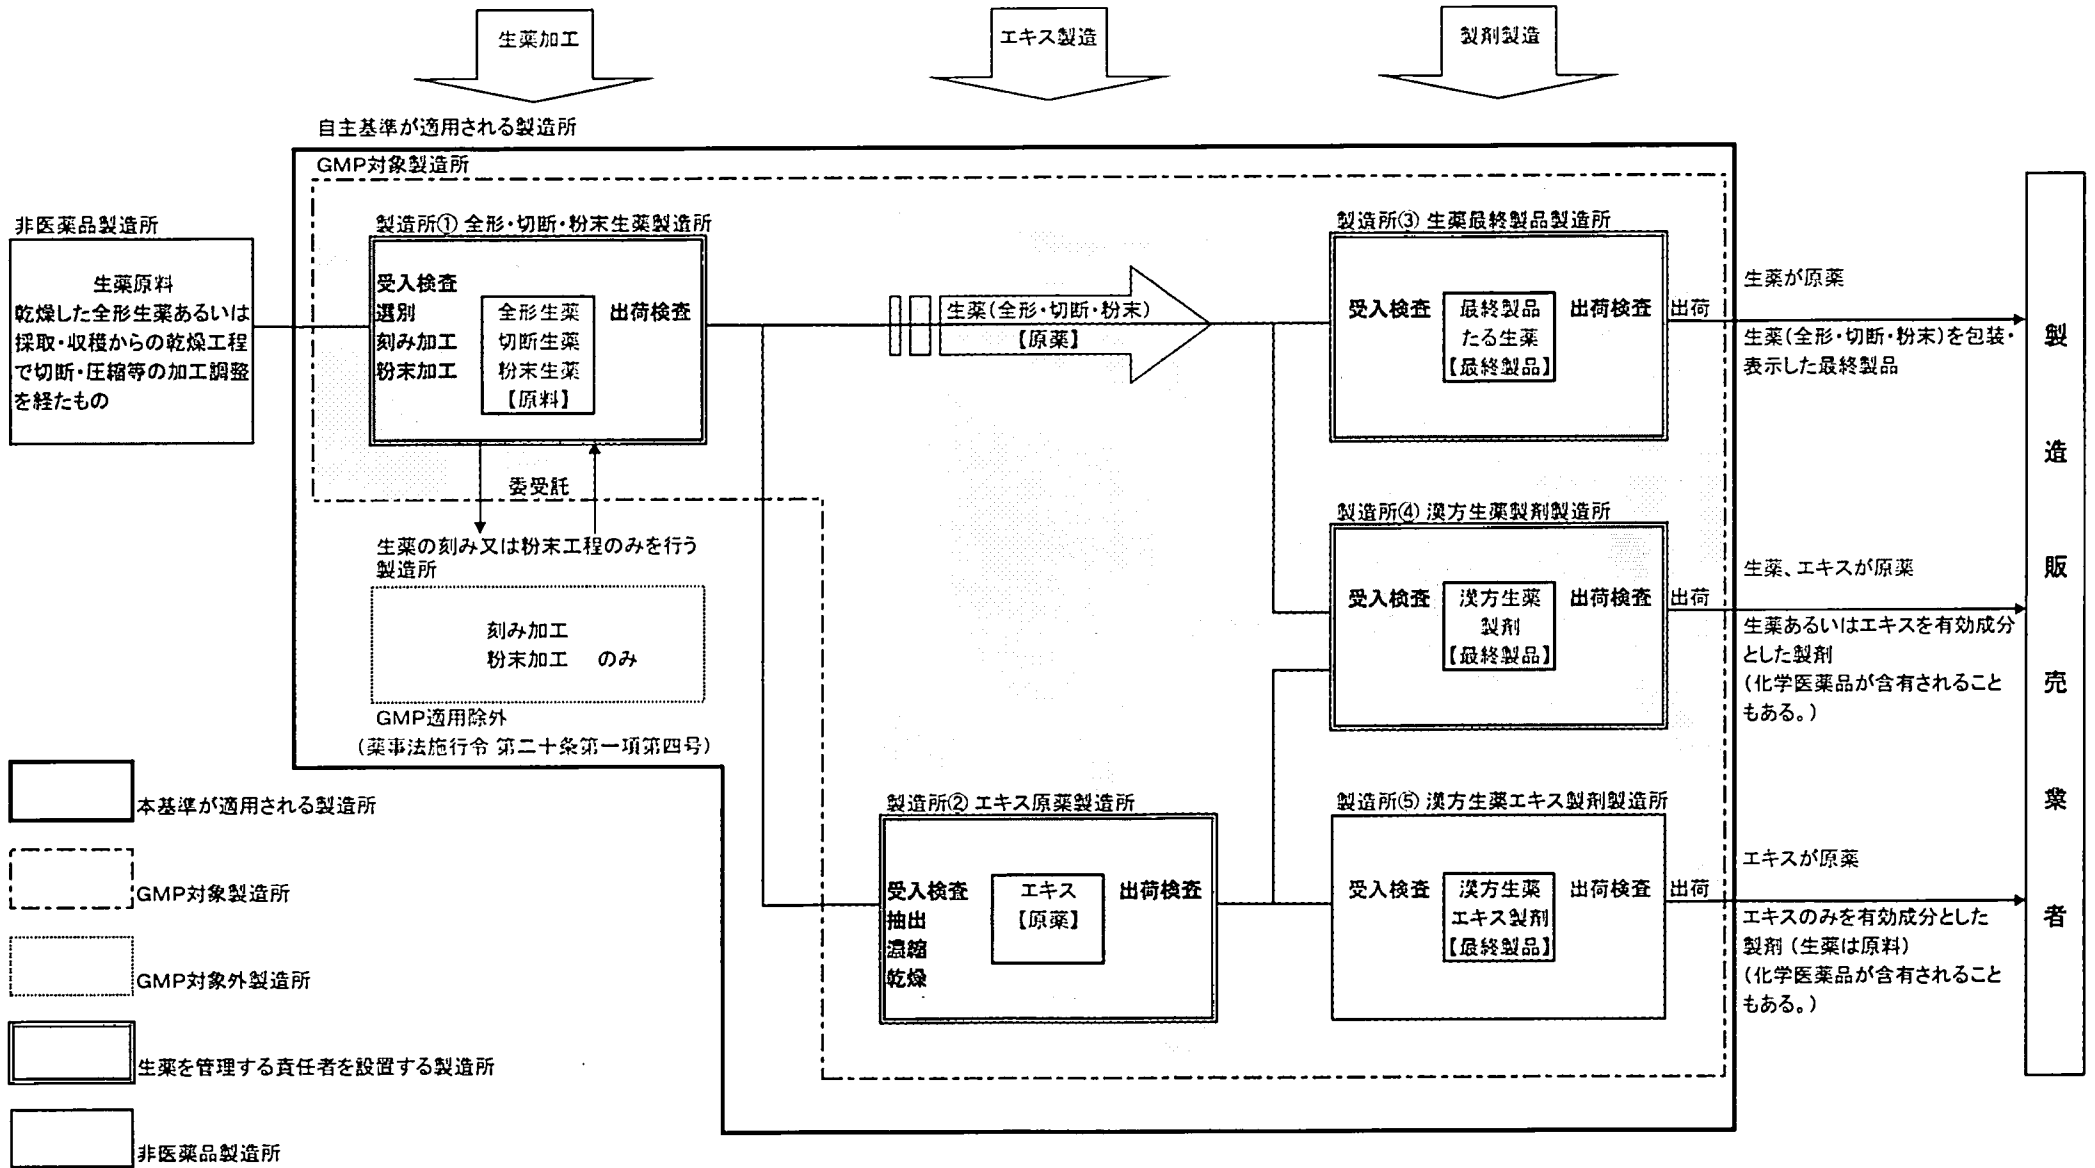 生薬加工
エキス製造
製剤製造
自主基準が適用される製造所
GMP対象製造所
非医薬品製造所
生薬原料
乾燥した全形生薬あるいは
採取・収穫からの乾燥工程
で切断・圧縮等の加工調整
を経たもの
製造所① 全形・切断・粉末生薬製造所
受入検査
選別
刻み加工
粉末加工
全形生薬
切断生薬
粉末生薬
【原料】
出荷検査
委受託
生薬の刻み又は粉末工程のみを行う
製造所
刻み加工
粉末加工 のみ
GMP適用除外
(薬事法施行令 第二十条第一項第四号)
生薬(全形・切断・粉末)
【原薬】
製造所② エキス原薬製造所
受入検査
抽出
濃縮
乾燥
エキス
【原薬】
出荷検査
製造所③ 生薬最終製品製造所
受入検査
最終製品
たる生薬
【最終製品】
出荷検査
出荷
生薬が原薬
生薬(全形・切断・粉末)を包装・
表示した最終製品
製造所④ 漢方生薬製剤製造所
受入検査
漢方生薬
製剤
【最終製品】
出荷検査
出荷
生薬、エキスが原薬
生薬あるいはエキスを有効成分
とした製剤
(化学医薬品が含有されること
もある。)
製造所⑤ 漢方生薬エキス製剤製造所
受入検査
漢方生薬
エキス製剤
【最終製品】
出荷検査
出荷
エキスが原薬
エキスのみを有効成分とした
製剤(生薬は原料)
(化学医薬品が含有されること
もある。)
製造販売業者
本基準が適用される製造所
GMP対象製造所
GMP対象外製造所
生薬を管理する責任者を設置する製造所
非医薬品製造所